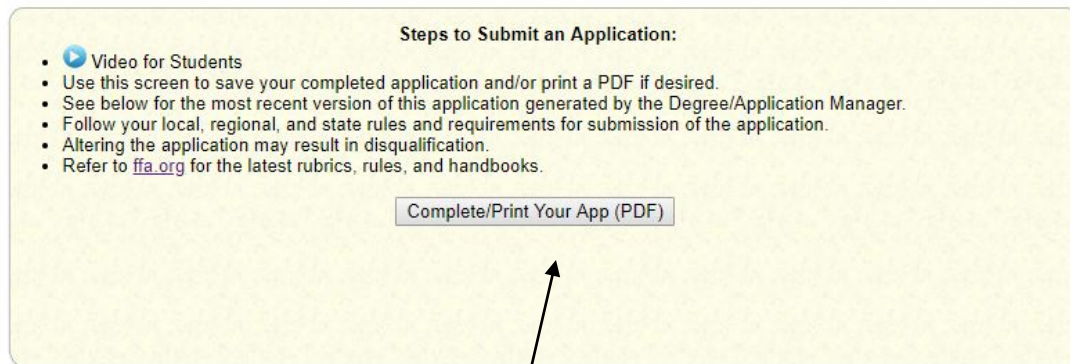 Steps to Submit an Application:
• Video for Students
• Use this screen to save your completed application and/or print a PDF if desired.
• See below for the most recent version of this application generated by the Degree/Application Manager.
• Follow your local, regional, and state rules and requirements for submission of the application.
• Altering the application may result in disqualification.
• Refer to ffa.org for the latest rubrics, rules, and handbooks.
Complete/Print Your App (PDF)